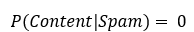 P(Content|Spam) = 0